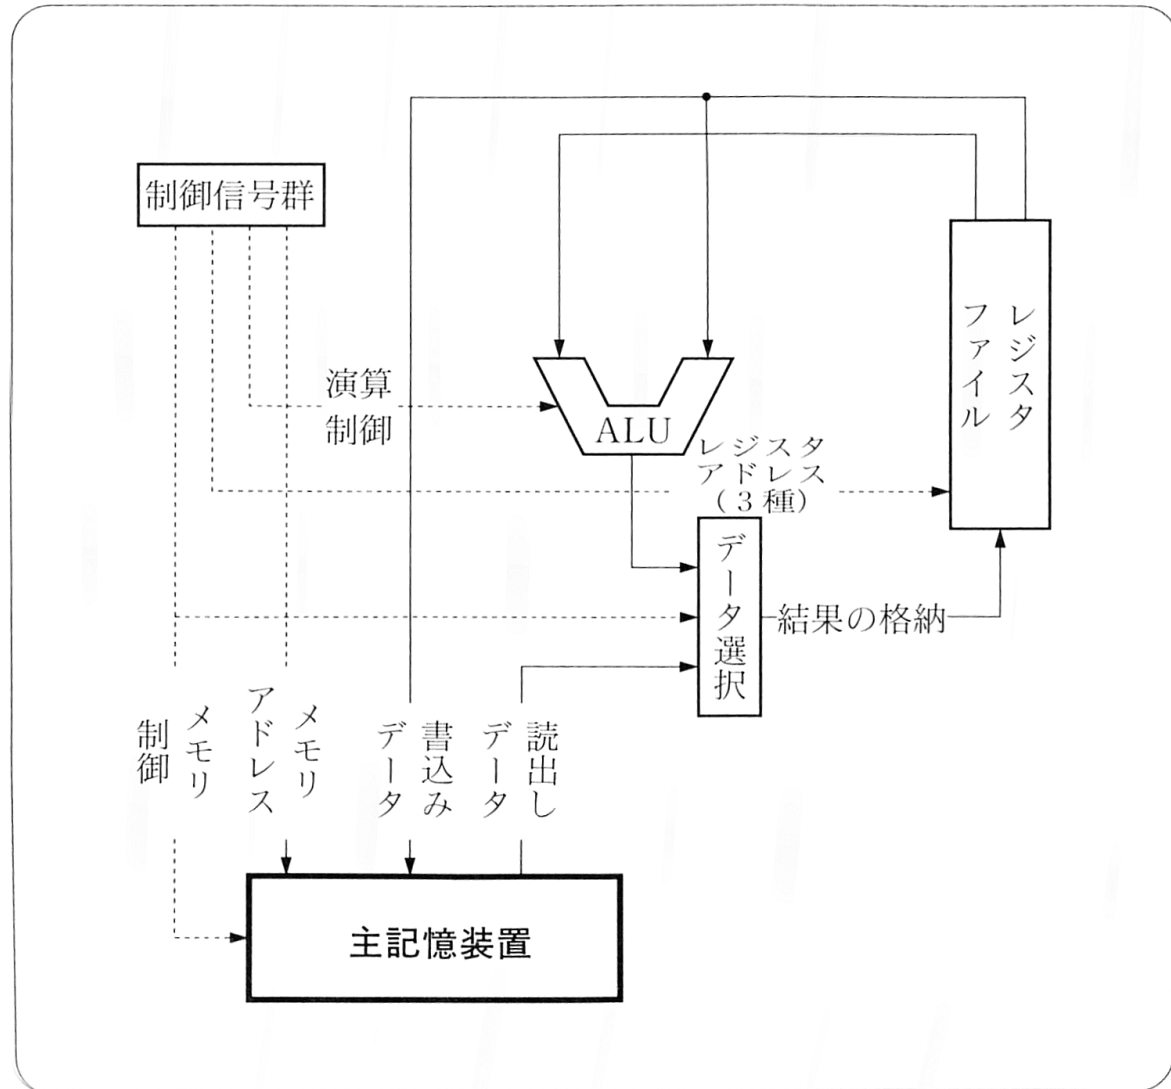 制御信号群
レジスタ
ファイル
演算
制御
ALU
レジスタ
アドレス
(3種)
データ選択
結果の格納
メモリ
制御
メモリ
アドレス
書込み
データ
読出し
データ
主記憶装置